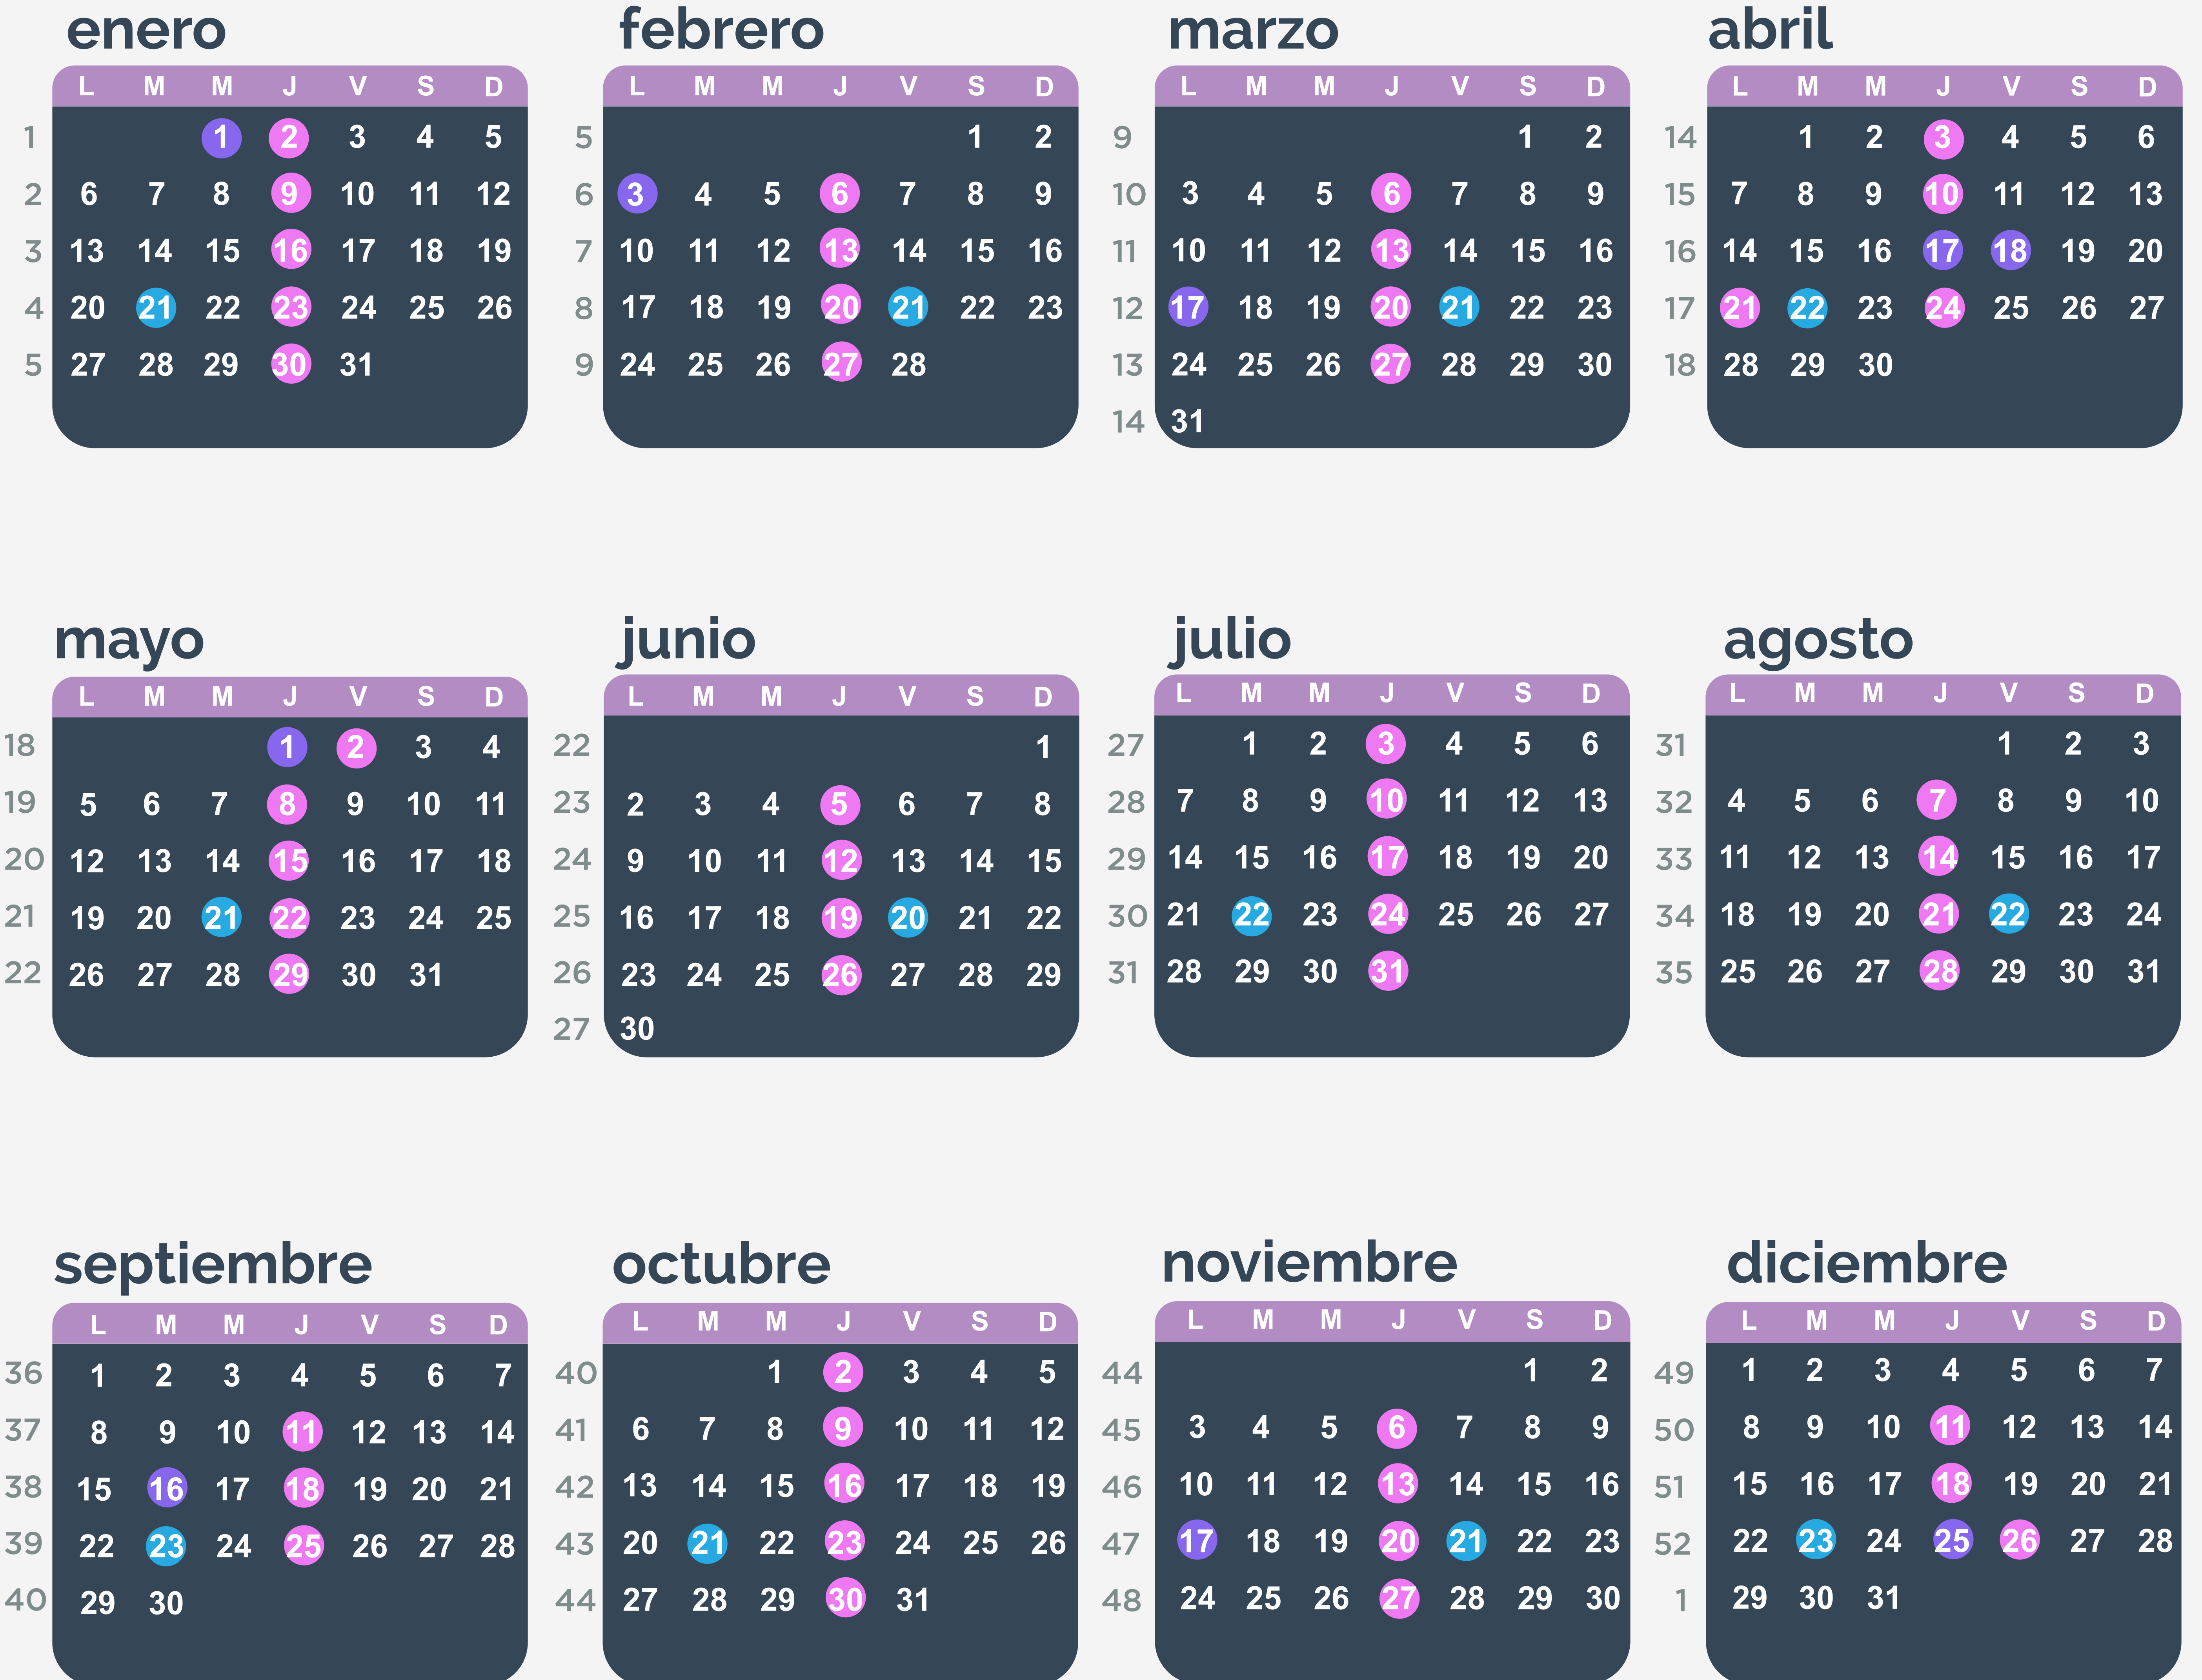 enero
L M M J V S D
1 1 2 3 4 5
2 6 7 8 9 10 11 12
3 13 14 15 16 17 18 19
4 20 21 22 23 24 25 26
5 27 28 29 30 31
febrero
L M M J V S D
5 1 2
6 3 4 5 6 7 8 9
7 10 11 12 13 14 15 16
8 17 18 19 20 21 22 23
9 24 25 26 27 28
marzo
L M M J V S D
9 1 2
10 3 4 5 6 7 8 9
11 10 11 12 13 14 15 16
12 17 18 19 20 21 22 23
13 24 25 26 27 28 29 30
14 31
abril
L M M J V S D
14 1 2 3 4 5 6
15 7 8 9 10 11 12 13
16 14 15 16 17 18 19 20
17 21 22 23 24 25 26 27
18 28 29 30
mayo
L M M J V S D
18 1 2 3 4
19 5 6 7 8 9 10 11
20 12 13 14 15 16 17 18
21 19 20 21 22 23 24 25
22 26 27 28 29 30 31
junio
L M M J V S D
22 1
23 2 3 4 5 6 7 8
24 9 10 11 12 13 14 15
25 16 17 18 19 20 21 22
26 23 24 25 26 27 28 29
27 30
julio
L M M J V S D
27 1 2 3 4 5 6
28 7 8 9 10 11 12 13
29 14 15 16 17 18 19 20
30 21 22 23 24 25 26 27
31 28 29 30 31
agosto
L M M J V S D
31 1 2 3
32 4 5 6 7 8 9 10
33 11 12 13 14 15 16 17
34 18 19 20 21 22 23 24
35 25 26 27 28 29 30 31
septiembre
L M M J V S D
36 1 2 3 4 5 6 7
37 8 9 10 11 12 13 14
38 15 16 17 18 19 20 21
39 22 23 24 25 26 27 28
40 29 30
octubre
L M M J V S D
40 1 2 3 4 5
41 6 7 8 9 10 11 12
42 13 14 15 16 17 18 19
43 20 21 22 23 24 25 26
44 27 28 29 30 31
noviembre
L M M J V S D
44 1 2
45 3 4 5 6 7 8 9
46 10 11 12 13 14 15 16
47 17 18 19 20 21 22 23
48 24 25 26 27 28 29 30
diciembre
L M M J V S D
49 1 2 3 4 5 6 7
50 8 9 10 11 12 13 14
51 15 16 17 18 19 20 21
52 22 23 24 25 26 27 28
1 29 30 31